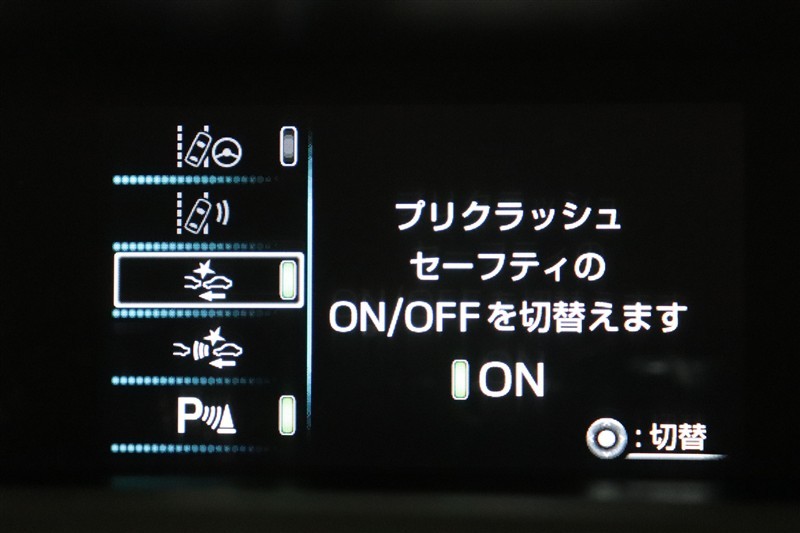 プリクラッシュ
セーフティの
ON/OFFを切替えます
ON
P
:切替